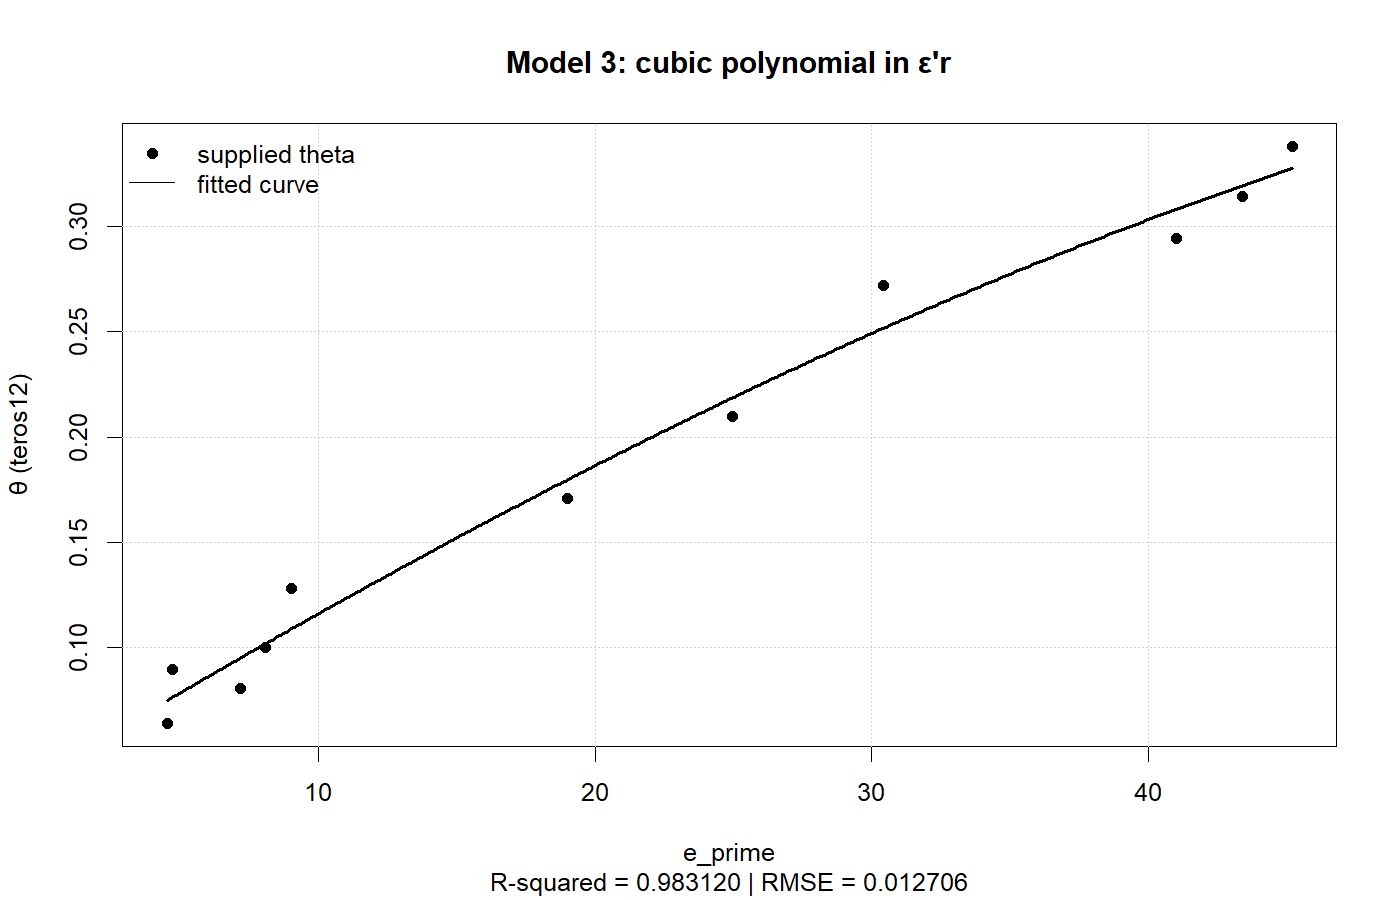 Model 3: cubic polynomial in ε'r
supplied theta
fitted curve
θ (teros12)
0.30
0.25
0.20
0.15
0.10
10 20 30 40
e_prime
R-squared = 0.983120 | RMSE = 0.012706